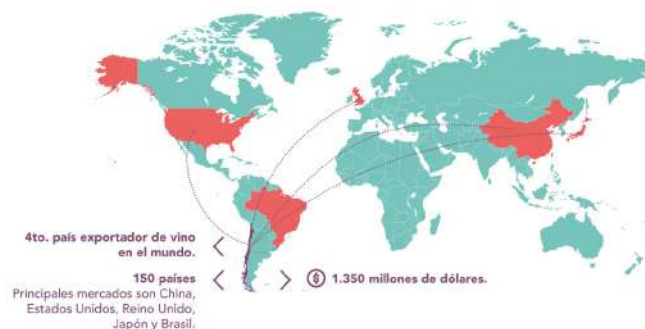 4to. país exportador de vino
en el mundo.
150 países
Principales mercados son China,
Estados Unidos, Reino Unido,
Japón y Brasil.
$ 1.350 millones de dólares.